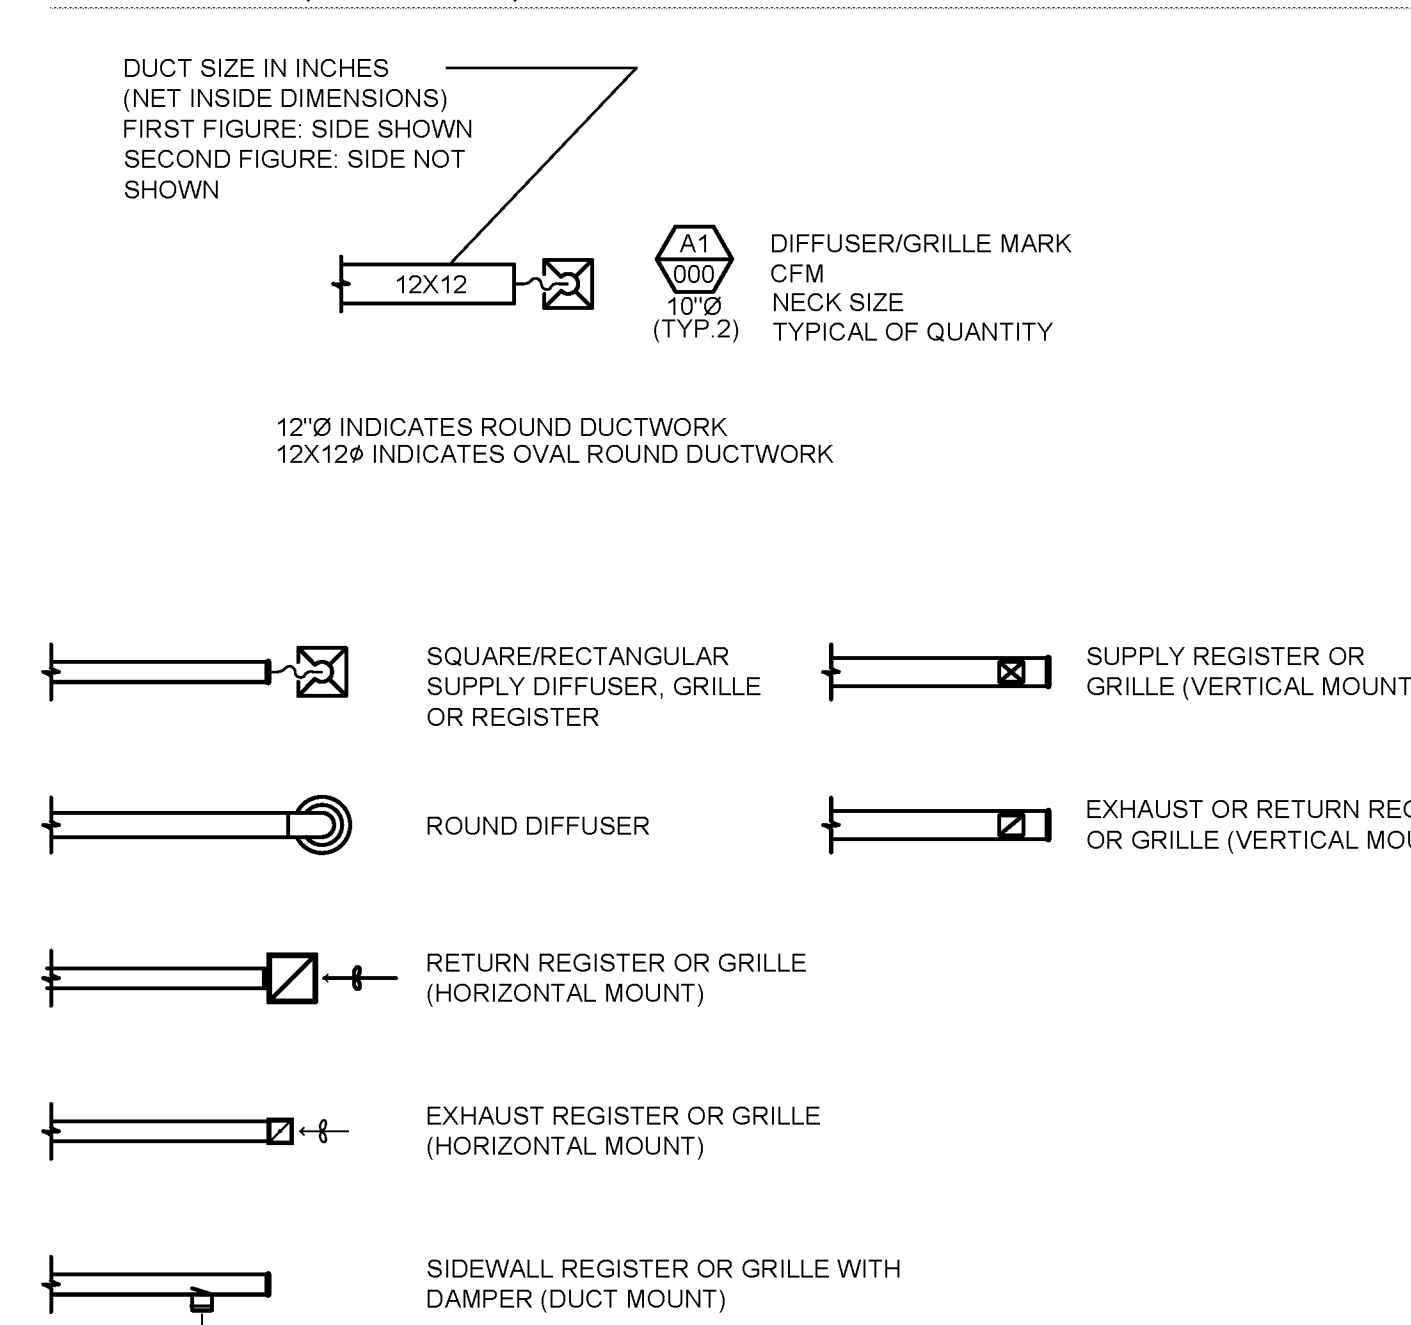 DUCT SIZE IN INCHES
(NET INSIDE DIMENSIONS)
FIRST FIGURE: SIDE SHOWN
SECOND FIGURE: SIDE NOT
SHOWN
12X12
A1
000
10"Ø
(TYP.2)
DIFFUSER/GRILLE MARK
CFM
NECK SIZE
TYPICAL OF QUANTITY
12"Ø INDICATES ROUND DUCTWORK
12X12ø INDICATES OVAL ROUND DUCTWORK
SQUARE/RECTANGULAR
SUPPLY DIFFUSER, GRILLE
OR REGISTER
SUPPLY REGISTER OR
GRILLE (VERTICAL MOUNT
ROUND DIFFUSER
EXHAUST OR RETURN
OR GRILLE (VERTICAL
RETURN REGISTER OR GRILLE
(HORIZONTAL MOUNT)
EXHAUST REGISTER OR GRILLE
(HORIZONTAL MOUNT)
SIDEWALL REGISTER OR GRILLE WITH
DAMPER (DUCT MOUNT)